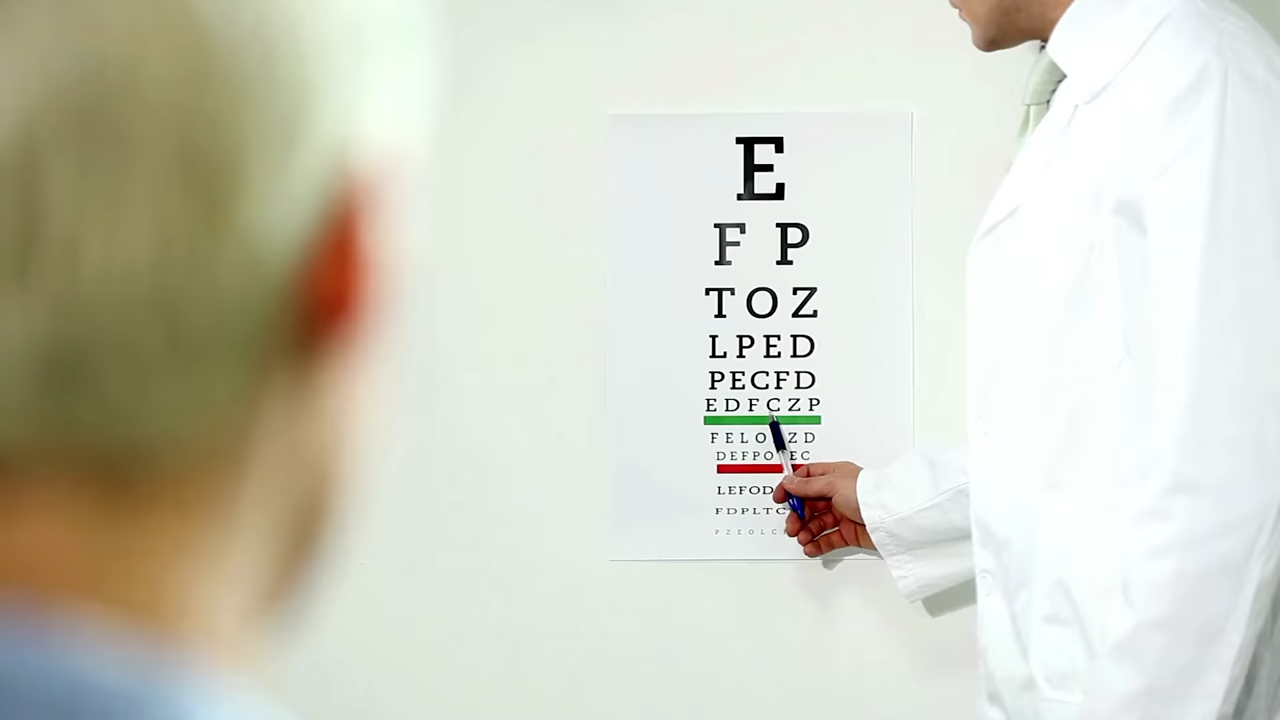 E
F P
T O Z
L P E D
P E C F D
E D F C Z P
F E L O Z D
D E F P O E C
L E F O D
F D P L T C
P Z E O L C